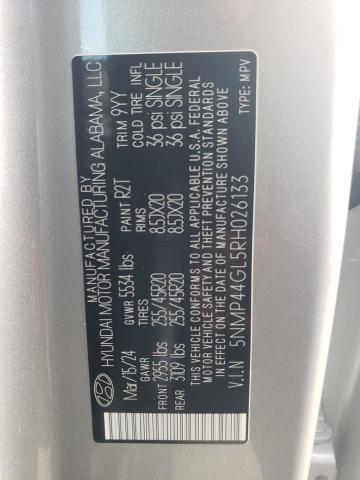 MANUFACTURED BY
HYUNDAI MOTOR MANUFACTURING ALABAMA, LLC
Mar/15/24 GVWR 5534 lbs PAINT R2T TRIM 9YY
GAWR TIRES RIMS COLD TIRE INFL
FRONT 2955 lbs 255/45R20 8.5JX20 36 psi SINGLE
REAR 3109 lbs 255/45R20 8.5JX20 36 psi SINGLE
THIS VEHICLE CONFORMS TO ALL APPLICABLE U.S.A. FEDERAL
MOTOR VEHICLE SAFETY AND THEFT PREVENTION STANDARDS
IN EFFECT ON THE DATE OF MANUFACTURE SHOWN ABOVE
V.I.N 5NMP44GL5RH026133 TYPE: MPV